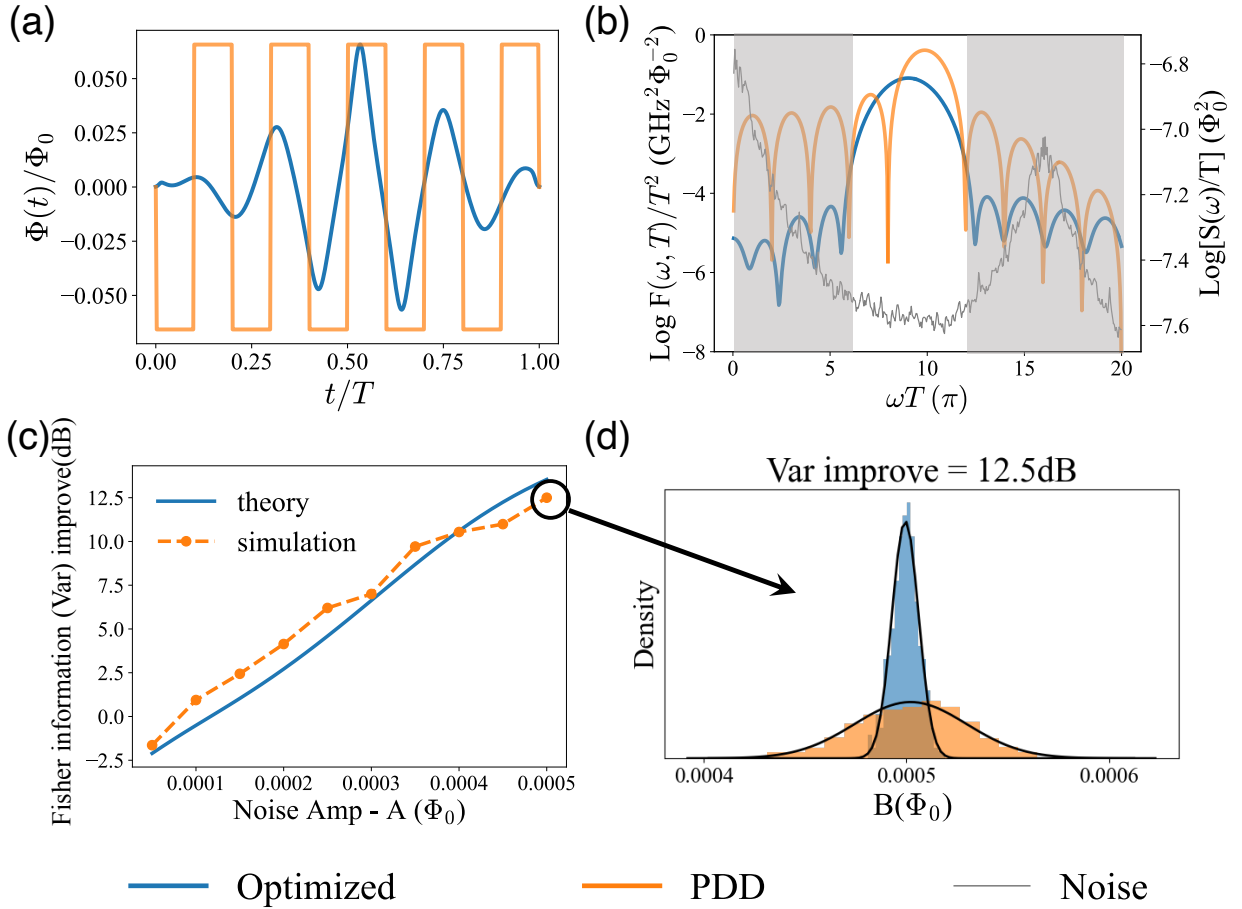 (a)
0.050
0.025
0.000
−0.025
−0.050
Φ(t)/Φ₀
0.00
0.25
0.50
0.75
1.00
t/T
(b)
0
−2
−4
−6
−8
Log F(ω, T)/T² (GHz²Φ₀⁻²)
−6.8
−7.0
−7.2
−7.4
−7.6
Log[S(ω)/T] (Φ₀²)
0
5
10
15
20
ωT (π)
(c)
Fisher information (Var) improve(dB)
12.5
10.0
7.5
5.0
2.5
0.0
−2.5
theory
simulation
0.0001
0.0002
0.0003
0.0004
0.0005
Noise Amp - A (Φ₀)
(d)
Var improve = 12.5dB
Density
0.0004
0.0005
0.0006
B(Φ₀)
Optimized
PDD
Noise